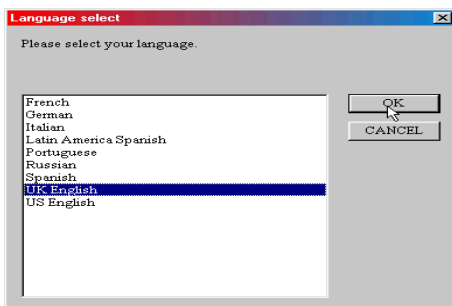 Language select
Please select your language.
French
OK
German
Italian
CANCEL
Latin America Spanish
Portuguese
Russian
Spanish
UK English
US English